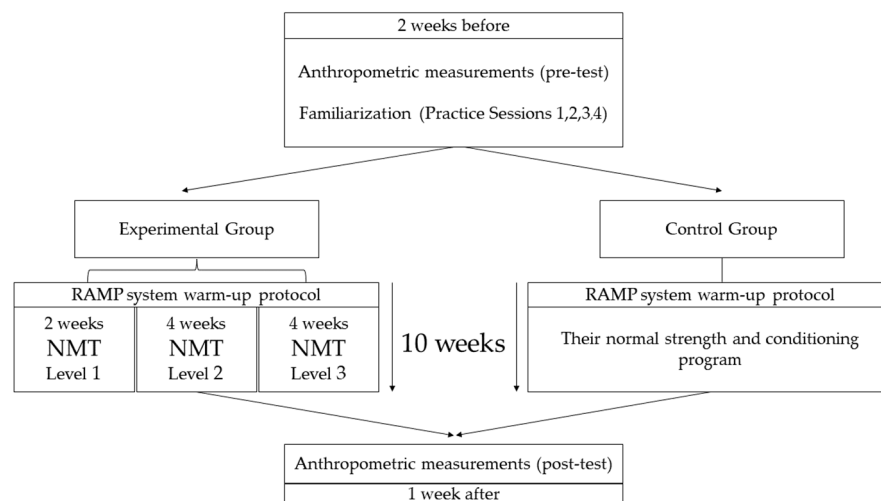 2 weeks before
Anthropometric measurements (pre-test)
Familiarization (Practice Sessions 1,2,3,4)
Experimental Group
Control Group
RAMP system warm-up protocol
2 weeks
NMT
Level 1
4 weeks
NMT
Level 2
4 weeks
NMT
Level 3
10 weeks
RAMP system warm-up protocol
Their normal strength and conditioning
program
Anthropometric measurements (post-test)
1 week after